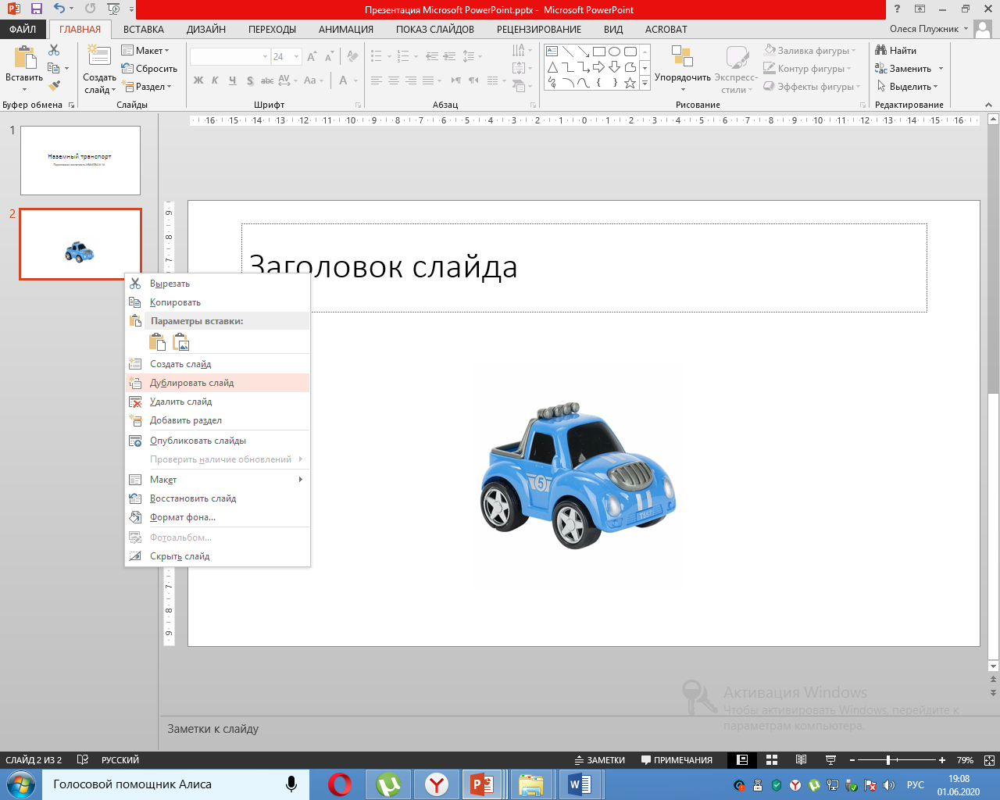 Презентация Microsoft PowerPoint.pptx - Microsoft PowerPoint
ФАЙЛ ГЛАВНАЯ ВСТАВКА ДИЗАЙН ПЕРЕХОДЫ АНИМАЦИЯ ПОКАЗ СЛАЙДОВ РЕЦЕНЗИРОВАНИЕ ВИД ACROBAT Олеся Плужник
Вставить
Создать слайд
Макет
Сбросить
Раздел
24
Ж К Ч S abc AV Aa A
Упорядочить
Экспресс-стили
Заливка фигуры
Контур фигуры
Эффекты фигуры
Найти
Заменить
Выделить
Буфер обмена Слайды Шрифт Абзац Рисование Редактирование
16 15 14 13 12 11 10 9 8 7 6 5 4 3 2 1 0 1 2 3 4 5 6 7 8 9 10 11 12 13 14 15 16
1
Наземный транспорт
2
9
8
7
Заголовок слайда
Вырезать
Копировать
Параметры вставки:
Создать слайд
Дублировать слайд
Удалить слайд
Добавить раздел
Опубликовать слайды
Проверить наличие обновлений
Макет
Восстановить слайд
Формат фона...
Фотоальбом...
Скрыть слайд
5
7
8
9
Активация Windows
Чтобы активировать Windows, перейдите к
параметрам компьютера.
Заметки к слайду
СЛАЙД 2 ИЗ 2 РУССКИЙ ЗАМЕТКИ ПРИМЕЧАНИЯ 79%
Голосовой помощник Алиса
РУС
19:08
01.06.2020